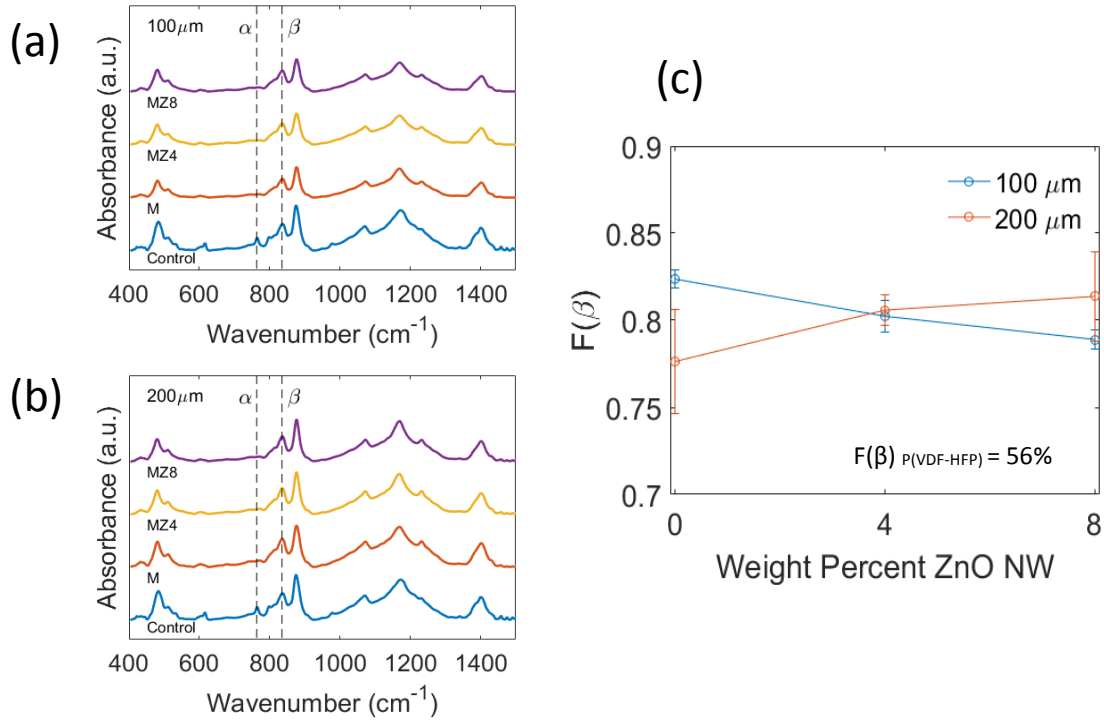 (a)
100μm
α
β
MZ8
MZ4
M
Control
Absorbance (a.u.)
400 600 800 1000 1200 1400
Wavenumber (cm⁻¹)
(b)
200μm
α
β
MZ8
MZ4
M
Control
Absorbance (a.u.)
400 600 800 1000 1200 1400
Wavenumber (cm⁻¹)
(c)
0.9
0.85
0.8
0.75
0.7
F(β)
100 μm
200 μm
F(β) P(VDF-HFP) = 56%
0 4 8
Weight Percent ZnO NW